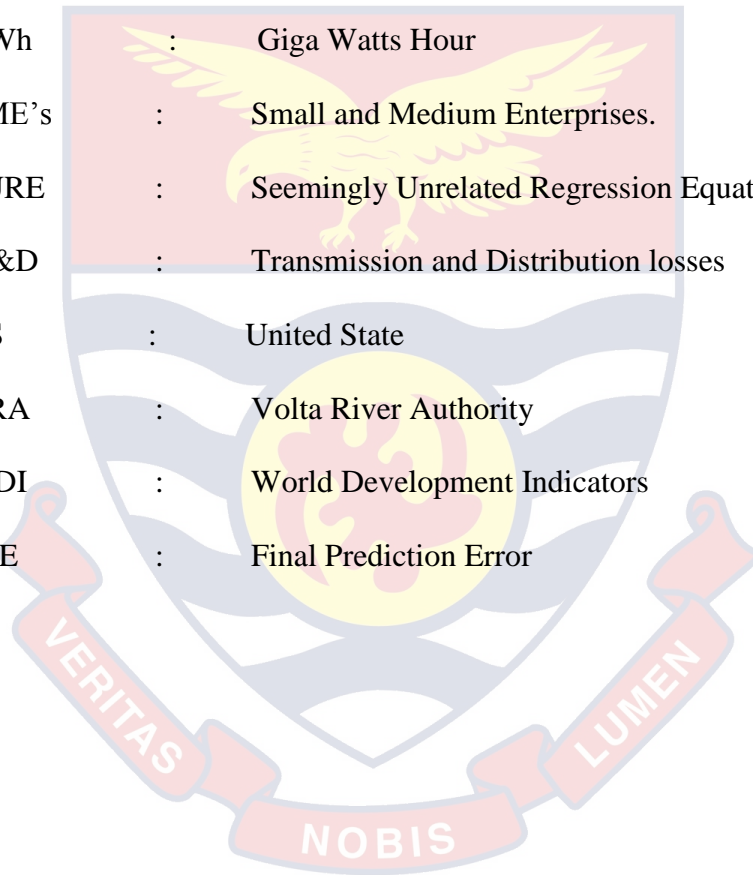 Wh : Giga Watts Hour
ME’s : Small and Medium Enterprises.
URE : Seemingly Unrelated Regression Equat
&D : Transmission and Distribution losses
S : United State
RA : Volta River Authority
DI : World Development Indicators
E : Final Prediction Error
VERITAS
NOBIS
LUMEN